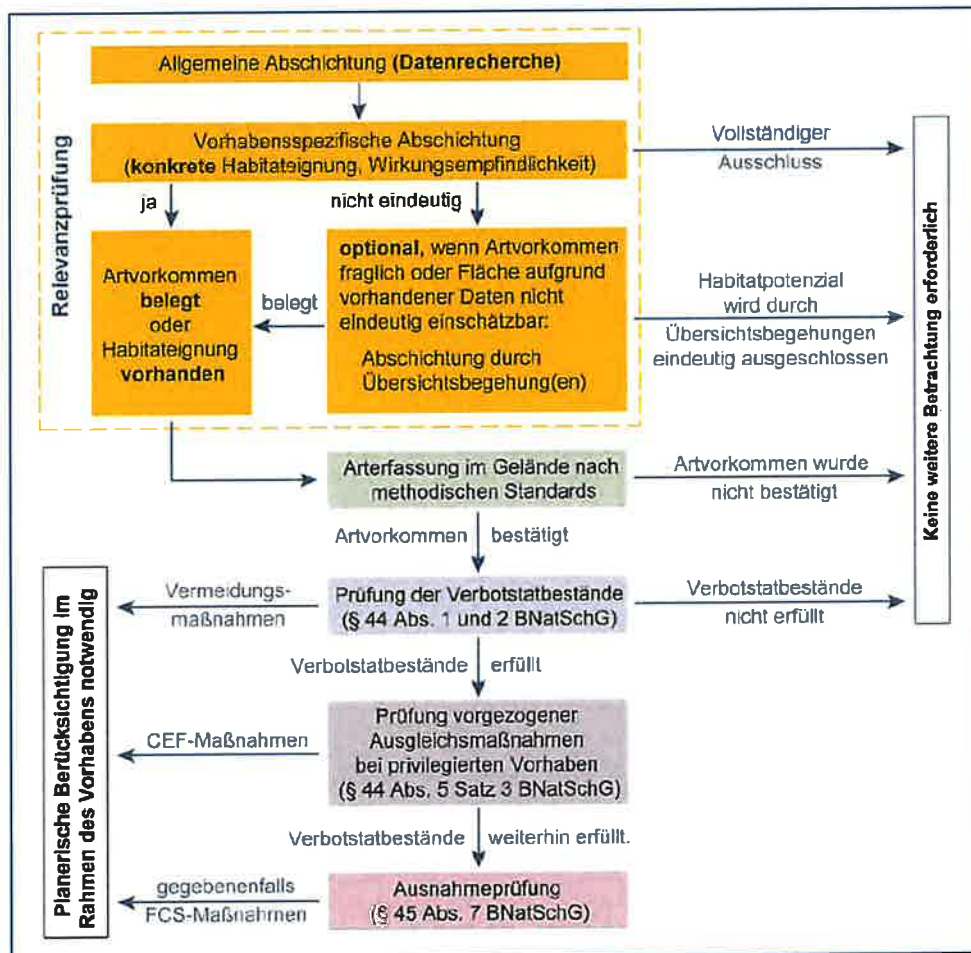 Allgemeine Abschichtung (Datenrecherche)
Relevanzprüfung
Vorhabensspezifische Abschichtung
(konkrete Habitateignung, Wirkungsempfindlichkeit)
Vollständiger
Ausschluss
ja
nicht eindeutig
Artvorkommen
belegt
oder
Habitateignung
vorhanden
belegt
optional, wenn Artvorkommen
fraglich oder Fläche aufgrund
vorhandener Daten nicht
eindeutig einschätzbar:
Abschichtung durch
Übersichtsbegehung(en)
Habitatpotenzial
wird durch
Übersichtsbegehungen
eindeutig ausgeschlossen
Keine weitere Betrachtung erforderlich
Arterfassung im Gelände nach
methodischen Standards
Artvorkommen wurde
nicht bestätigt
Artvorkommen bestätigt
Planerische Berücksichtigung im
Rahmen des Vorhabens notwendig
Vermeidungs-
maßnahmen
Prüfung der Verbotstatbestände
(§ 44 Abs. 1 und 2 BNatSchG)
Verbotstatbestände
nicht erfüllt
Verbotstatbestände erfüllt
CEF-Maßnahmen
Prüfung vorgezogener
Ausgleichsmaßnahmen
bei privilegierten Vorhaben
(§ 44 Abs. 5 Satz 3 BNatSchG)
Verbotstatbestände weiterhin erfüllt.
gegebenenfalls
FCS-Maßnahmen
Ausnahmeprüfung
(§ 45 Abs. 7 BNatSchG)